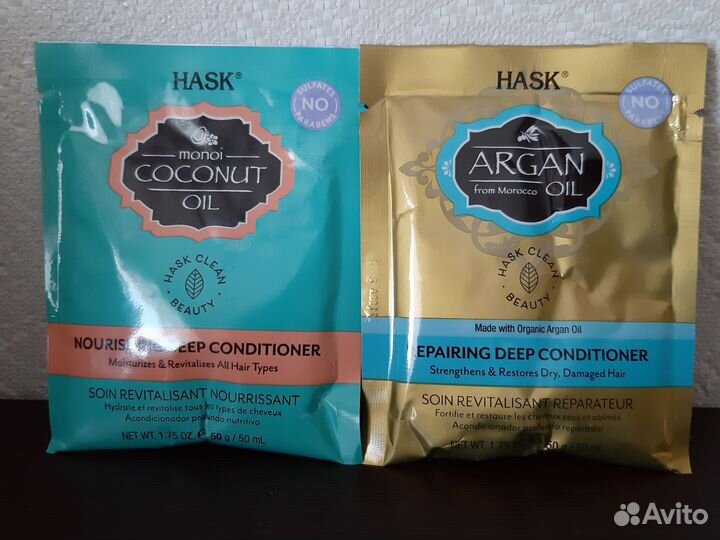 HASK®
SULFATES
NO
PARABENS
monoi
COCONUT
OIL
HASK CLEAN
BEAUTY
NOURISHING DEEP CONDITIONER
Moisturizes & Revitalizes All Hair Types
SOIN REVITALISANT NOURRISSANT
Hydrate et revitalise tous les types de cheveux
Acondicionador profundo nutritivo
NET WT. 1.75 OZ. ℮ 50 g / 50 mL
HASK®
SULFATES
NO
PARABENS
ARGAN
from Morocco OIL
HASK CLEAN
BEAUTY
Made with Organic Argan Oil
REPAIRING DEEP CONDITIONER
Strengthens & Restores Dry, Damaged Hair
SOIN REVITALISANT RÉPARATEUR
Fortifie et restaure les cheveux secs et abîmés
Acondicionador profundo reparador
NET WT. 1.75 OZ. ℮ 50 g / 50 mL
Avito